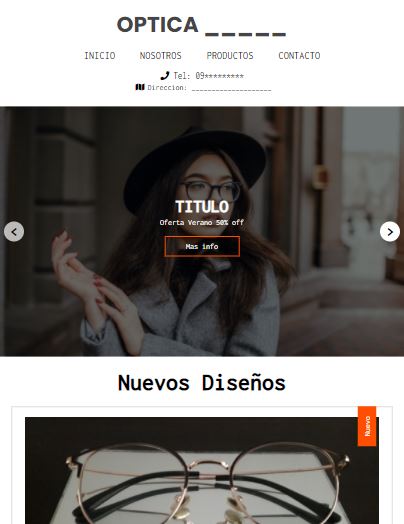 OPTICA _____
INICIO NOSOTROS PRODUCTOS CONTACTO
Tel: 09*********
Direccion: ____________________
TITULO
Oferta Verano 50% off
Mas info
Nuevos Diseños
Nuevo